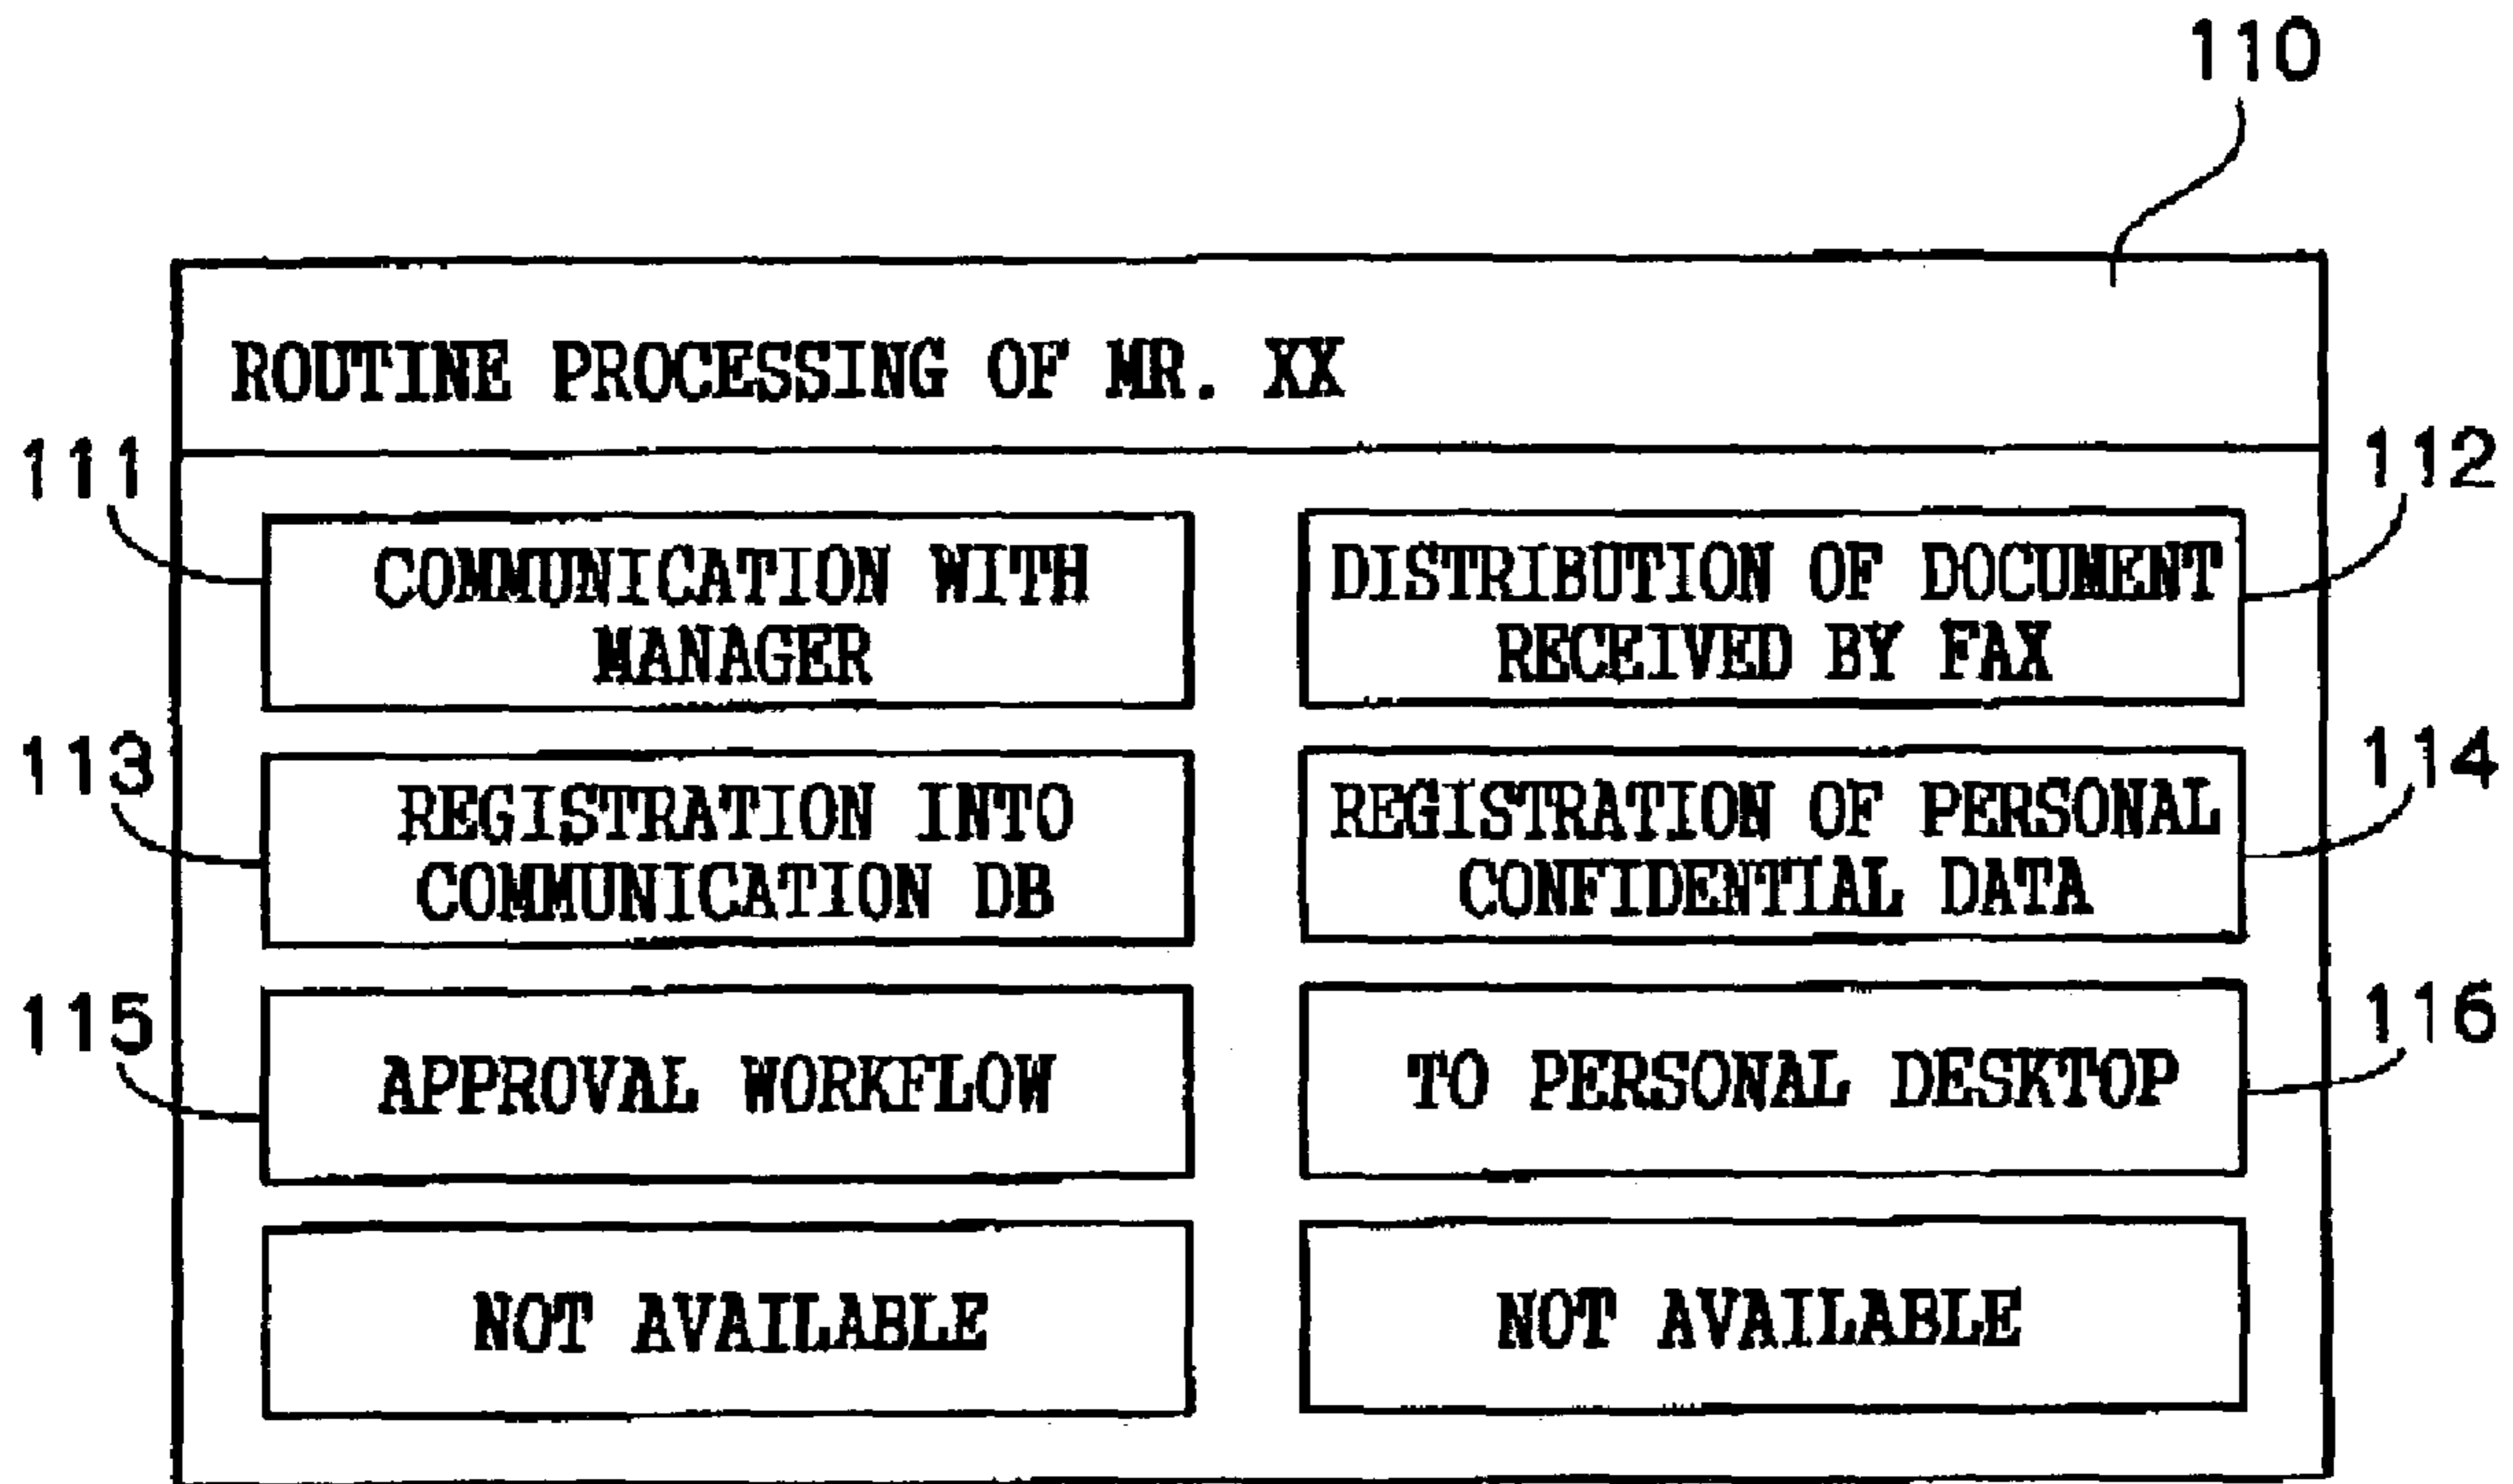 110
ROUTINE PROCESSING OF MR. XX
111
112
COMMUNICATION WITH
MANAGER
DISTRIBUTION OF DOCUMENT
RECEIVED BY FAX
113
114
REGISTRATION INTO
COMMUNICATION DB
REGISTRATION OF PERSONAL
CONFIDENTIAL DATA
115
116
APPROVAL WORKFLOW
TO PERSONAL DESKTOP
NOT AVAILABLE
NOT AVAILABLE